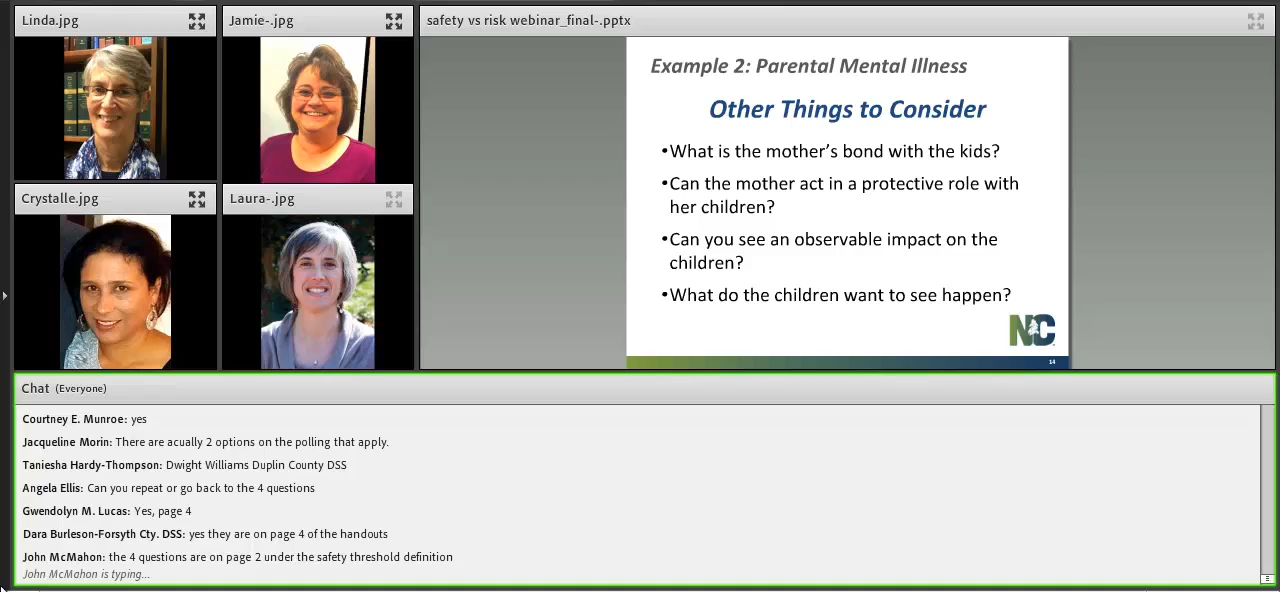 Linda.jpg
Jamie-.jpg
safety vs risk webinar_final-.pptx
Example 2: Parental Mental Illness
Other Things to Consider
•What is the mother's bond with the kids?
•Can the mother act in a protective role with
her children?
•Can you see an observable impact on the
children?
•What do the children want to see happen?
NC
14
Crystalle.jpg
Laura-.jpg
Chat (Everyone)
Courtney E. Munroe: yes
Jacqueline Morin: There are acually 2 options on the polling that apply.
Taniesha Hardy-Thompson: Dwight Williams Duplin County DSS
Angela Ellis: Can you repeat or go back to the 4 questions
Gwendolyn M. Lucas: Yes, page 4
Dara Burleson-Forsyth Cty. DSS: yes they are on page 4 of the handouts
John McMahon: the 4 questions are on page 2 under the safety threshold definition
John McMahon is typing...